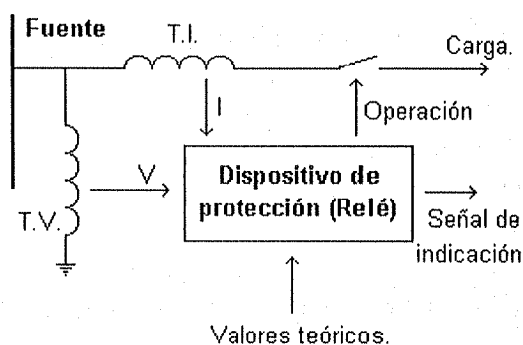 Fuente
T.I.
Carga.
I
Operación
V
Dispositivo de
protección (Relé)
T.V.
Señal de
indicación
Valores teóricos.